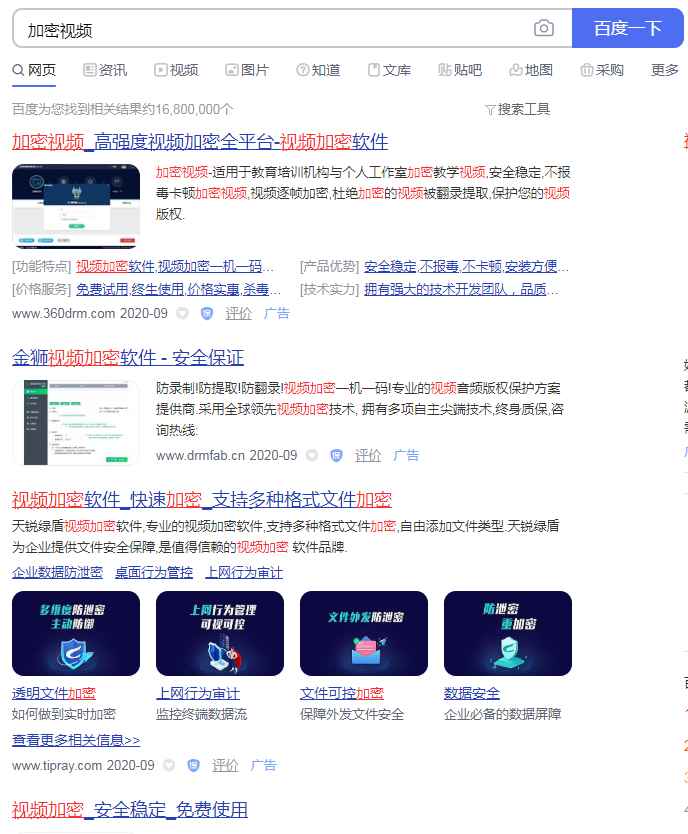 加密视频
百度一下
网页 资讯 视频 图片 知道 文库 贴吧 地图 采购 更多
百度为您找到相关结果约16,800,000个 搜索工具
加密视频_高强度视频加密全平台-视频加密软件
加密视频-适用于教育培训机构与个人工作室加密教学视频,安全稳定,不报
毒卡顿加密视频,视频逐帧加密,杜绝加密的视频被翻录提取,保护您的视频
版权.
[功能特点] 视频加密软件,视频加密一机一码... [产品优势] 安全稳定,不报毒,不卡顿,安装方便...
[价格服务] 免费试用,终生使用,价格实惠,杀毒... [技术实力] 拥有强大的技术开发团队，品质...
www.360drm.com 2020-09 评价 广告
金狮视频加密软件 - 安全保证
防录制!防提取!防翻录!视频加密一机一码!专业的视频音频版权保护方案
提供商.采用全球领先视频加密技术, 拥有多项自主尖端技术,终身质保,咨
询热线:
www.drmfab.cn 2020-09 评价 广告
视频加密软件_快速加密_支持多种格式文件加密
天锐绿盾视频加密软件,专业的视频加密软件,支持多种格式文件加密,自由添加文件类型.天锐绿盾
为企业提供文件安全保障,是值得信赖的视频加密 软件品牌.
企业数据防泄密 桌面行为管控 上网行为审计
多维度防泄密
主动防御
上网行为管理
可视可控
文件外发防泄密
防泄密
重加密
透明文件加密 上网行为审计 文件可控加密 数据安全
如何做到实时加密 监控终端数据流 保障外发文件安全 企业必备的数据屏障
查看更多相关信息>>
www.tipray.com 2020-09 评价 广告
视频加密_安全稳定_免费使用